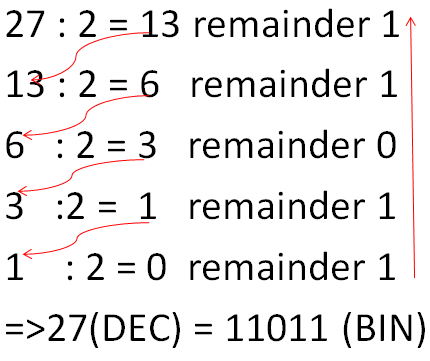 27 : 2 = 13 remainder 1
13 : 2 = 6 remainder 1
6 : 2 = 3 remainder 0
3 :2 = 1 remainder 1
1 : 2 = 0 remainder 1
=>27(DEC) = 11011 (BIN)